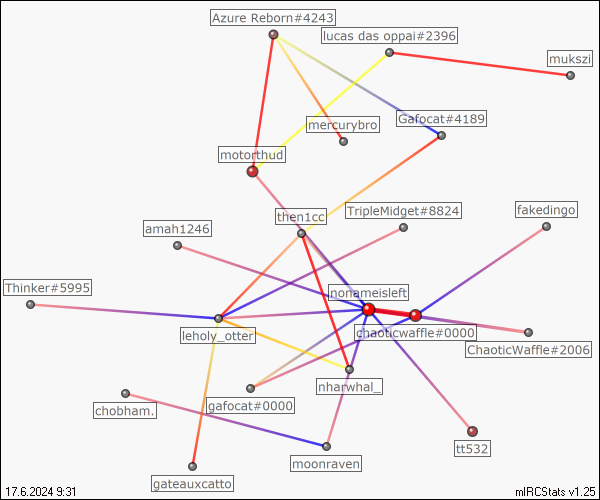 Azure Reborn#4243
lucas das oppai#2396
mukszi
mercurybro
Gafocat#4189
motorthud
then1cc
TripleMidget#8824
fakedingo
amah1246
Thinker#5995
nonameisleft
leholy_otter
chaoticwaffle#0000
ChaoticWaffle#2006
nharwhal_
gafocat#0000
chobham.
tt532
moonraven
gateauxcatto
17.6.2024 9:31
mIRCStats v1.25